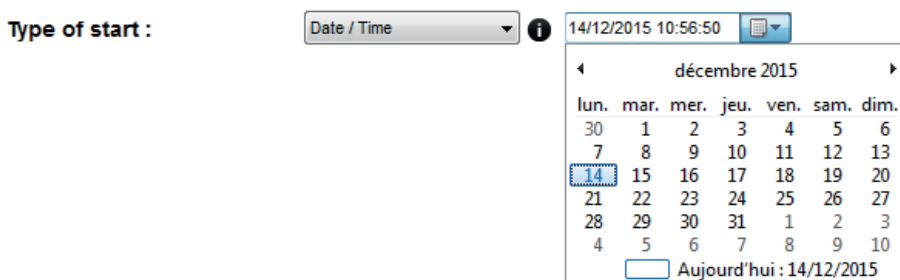 Type of start : Date / Time 14/12/2015 10:56:50
décembre 2015
lun. mar. mer. jeu. ven. sam. dim.
30 1 2 3 4 5 6
7 8 9 10 11 12 13
14 15 16 17 18 19 20
21 22 23 24 25 26 27
28 29 30 31 1 2 3
4 5 6 7 8 9 10
Aujourd'hui : 14/12/2015